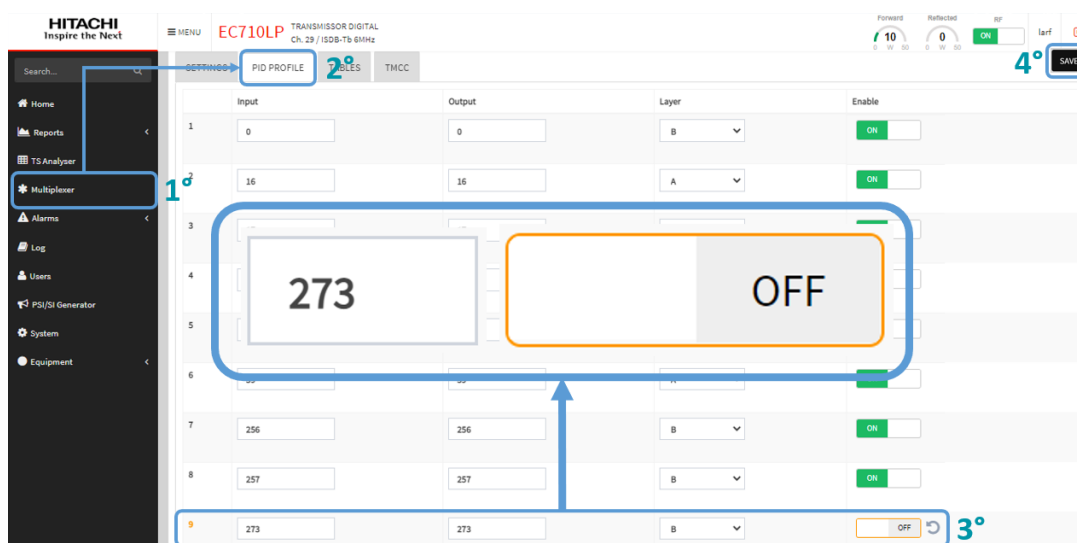 HITACHI
Inspire the Next
MENU
EC710LP
TRANSMISSOR DIGITAL
Ch. 29 / ISDB-Tb 6MHz
Forward
10
0 W 50
Reflected
0
0 W 50
RF
ON
larf
Search...
SETTINGS
PID PROFILE
2°
TABLES
TMCC
4°
SAVE
Home
Reports
TS Analyser
Multiplexer
1°
Alarms
Log
Users
PSI/SI Generator
System
Equipment
Input Output Layer Enable
1 0 0 B ON
2 16 16 A ON
3
4
5
273 OFF
6
7 256 256 B ON
8 257 257 B ON
9 273 273 B OFF
3°